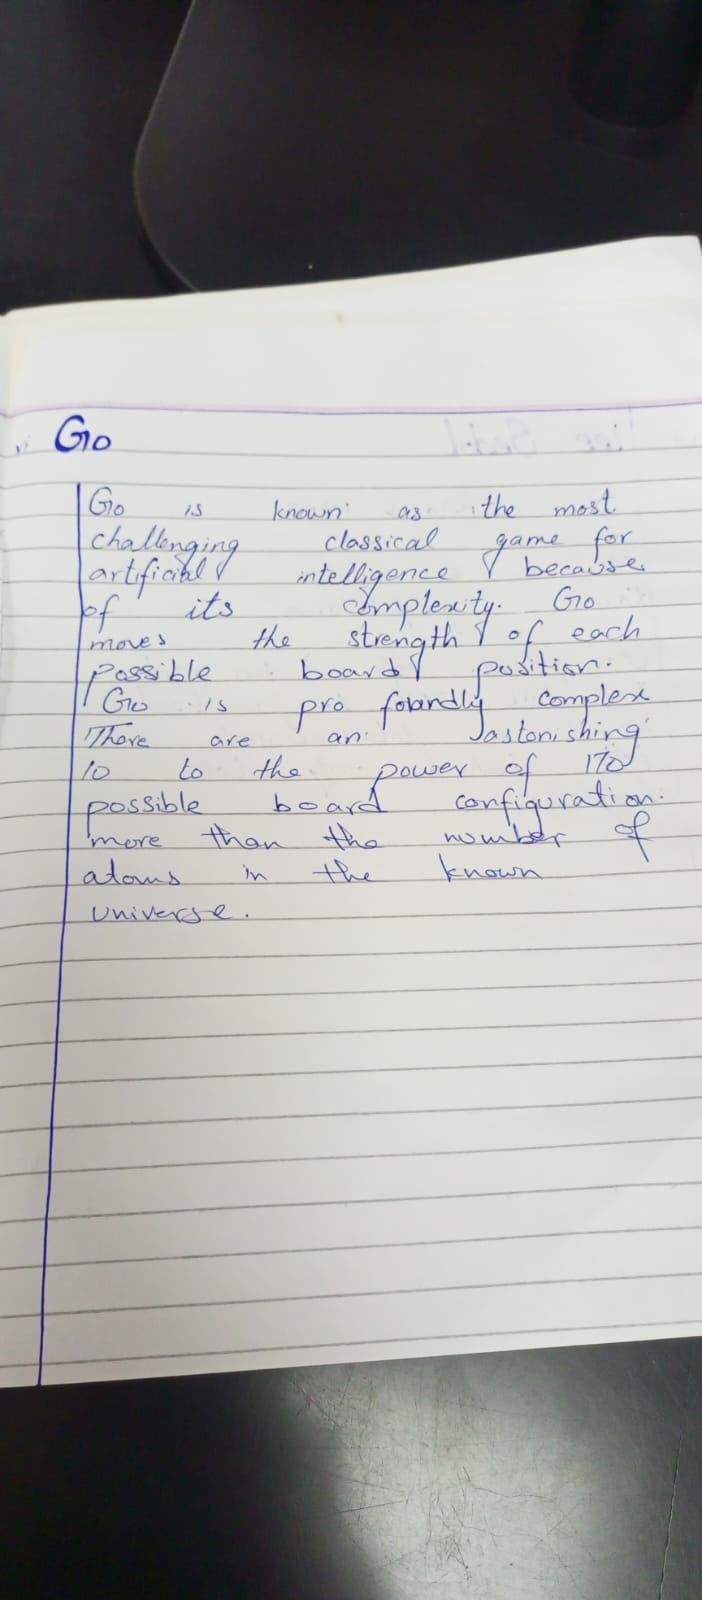 Go
Go is known as the most
challenging classical game for
artificial intelligence because
of its complexity. Go
moves the strength of each
possible board position.
Go is pro foundly complex
There are an astonishing
10 to the power of 170
possible board configuration.
more than the number of
atoms in the known
universe.